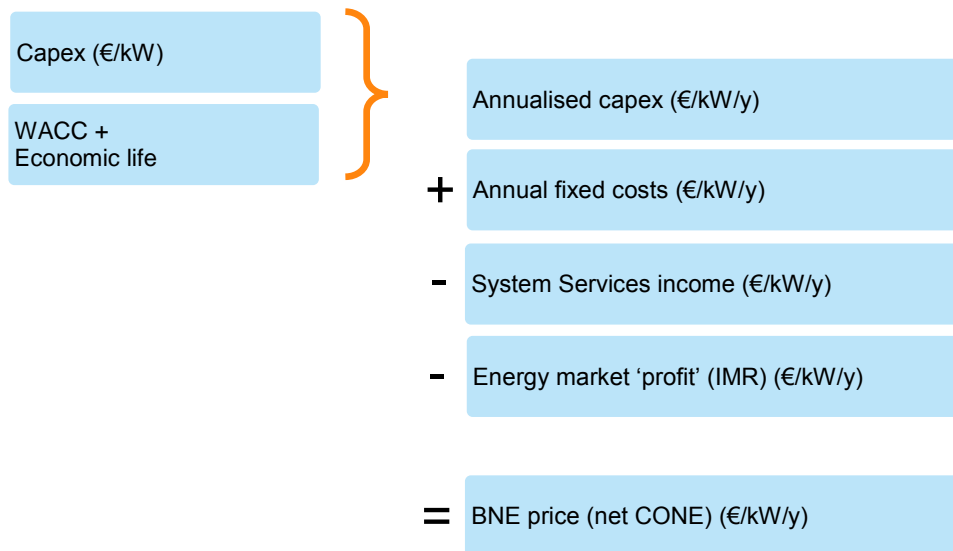 Capex (€/kW)
WACC +
Economic life
Annualised capex (€/kW/y)
+ Annual fixed costs (€/kW/y)
- System Services income (€/kW/y)
- Energy market ‘profit’ (IMR) (€/kW/y)
= BNE price (net CONE) (€/kW/y)